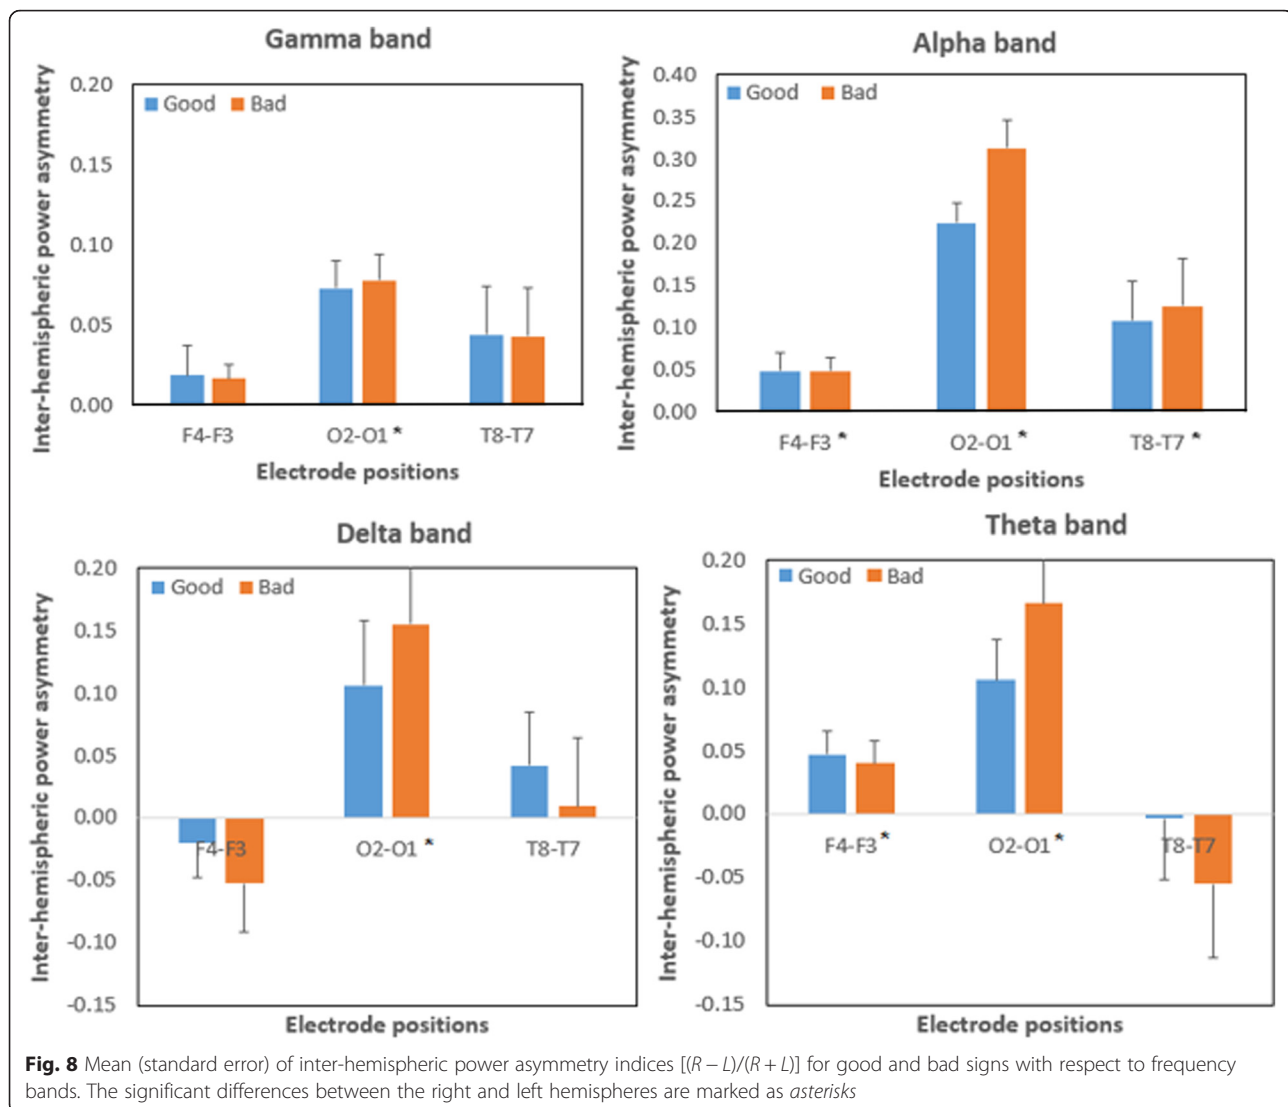 Gamma band
Inter-hemispheric power asymmetry
0.20
0.15
0.10
0.05
0.00
Good Bad
F4-F3 O2-O1 * T8-T7
Electrode positions
Alpha band
Inter-hemispheric power asymmetry
0.40
0.35
0.30
0.25
0.20
0.15
0.10
0.05
0.00
Good Bad
F4-F3 * O2-O1 * T8-T7 *
Electrode positions
Delta band
Inter-hemispheric power asymmetry
0.20
0.15
0.10
0.05
0.00
-0.05
-0.10
-0.15
Good Bad
F4-F3 O2-O1 * T8-T7
Electrode positions
Theta band
Inter-hemispheric power asymmetry
0.20
0.15
0.10
0.05
0.00
-0.05
-0.10
-0.15
Good Bad
F4-F3 * O2-O1 * T8-T7
Electrode positions
Fig. 8 Mean (standard error) of inter-hemispheric power asymmetry indices [(R – L)/(R + L)] for good and bad signs with respect to frequency
bands. The significant differences between the right and left hemispheres are marked as asterisks